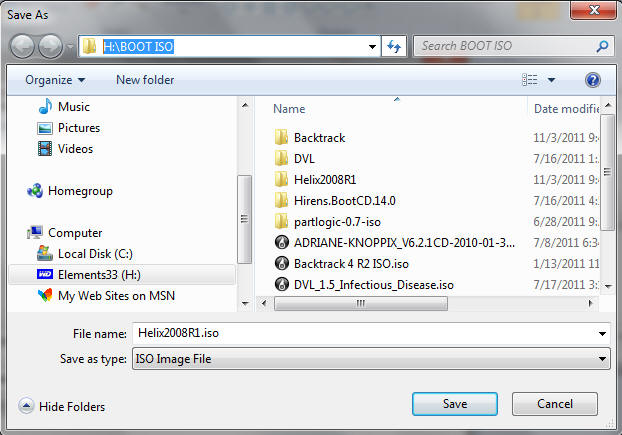 Save As
H:\BOOT ISO
Search BOOT ISO
Organize
New folder
Music
Pictures
Videos
Homegroup
Computer
Local Disk (C:)
WD Elements33 (H:)
My Web Sites on MSN
Name
Date modifie
Backtrack 11/3/2011 9:
DVL 7/16/2011 1:
Helix2008R1 11/3/2011 9:
Hirens.BootCD.14.0 7/16/2011 4:
partlogic-0.7-iso 6/28/2011 9:
ADRIANE-KNOPPIX_V6.2.1CD-2010-01-3... 7/8/2011 6:34
Backtrack 4 R2 ISO.iso 1/13/2011 11
DVL_1.5_Infectious_Disease.iso 7/17/2011 3:
File name: Helix2008R1.iso
Save as type: ISO Image File
Hide Folders
Save
Cancel